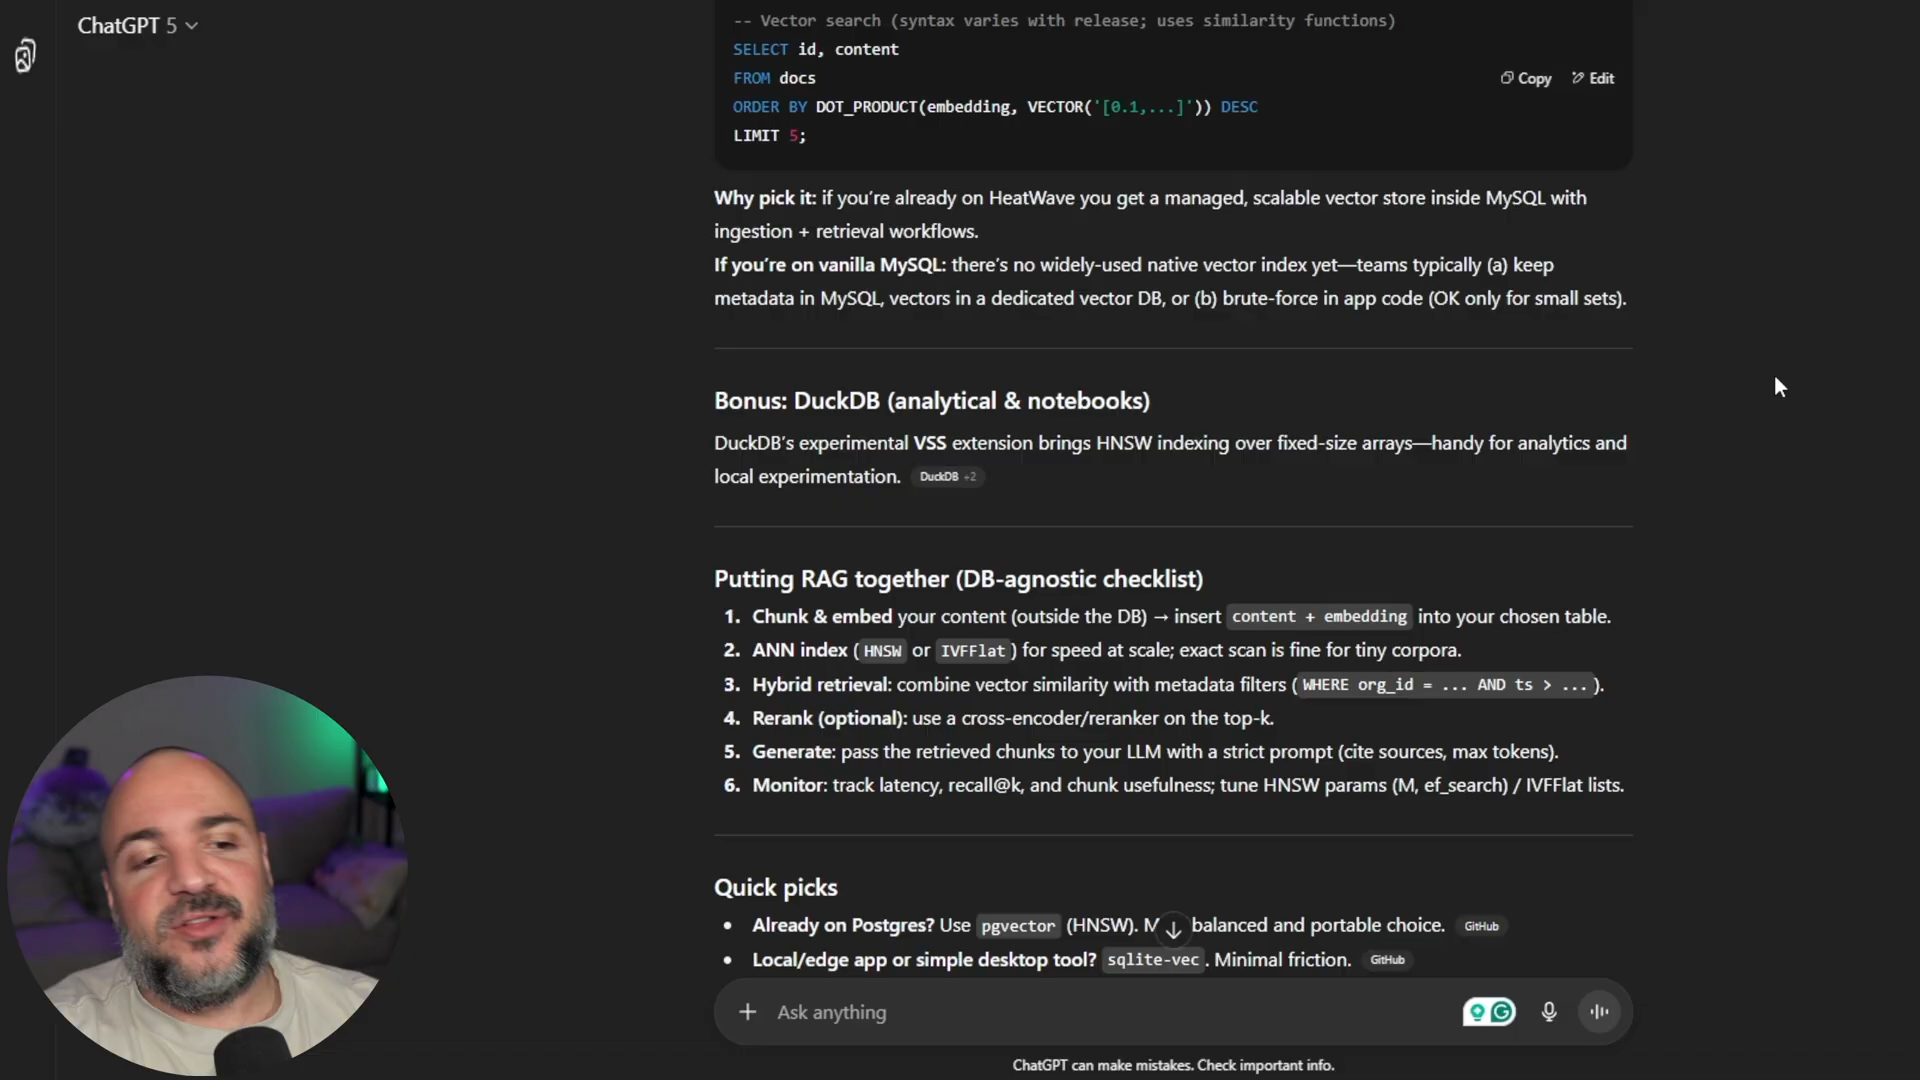 ChatGPT 5
-- Vector search (syntax varies with release; uses similarity functions)
SELECT id, content
FROM docs
Copy Edit
ORDER BY DOT_PRODUCT(embedding, VECTOR('[0.1,...]')) DESC
LIMIT 5;
Why pick it: if you’re already on HeatWave you get a managed, scalable vector store inside MySQL with
ingestion + retrieval workflows.
If you’re on vanilla MySQL: there’s no widely-used native vector index yet—teams typically (a) keep
metadata in MySQL, vectors in a dedicated vector DB, or (b) brute-force in app code (OK only for small sets).
Bonus: DuckDB (analytical & notebooks)
DuckDB’s experimental VSS extension brings HNSW indexing over fixed-size arrays—handy for analytics and
local experimentation. DuckDB +2
Putting RAG together (DB-agnostic checklist)
1. Chunk & embed your content (outside the DB) → insert content + embedding into your chosen table.
2. ANN index (HNSW or IVFFlat) for speed at scale; exact scan is fine for tiny corpora.
3. Hybrid retrieval: combine vector similarity with metadata filters (WHERE org_id = ... AND ts > ...).
4. Rerank (optional): use a cross-encoder/reranker on the top-k.
5. Generate: pass the retrieved chunks to your LLM with a strict prompt (cite sources, max tokens).
6. Monitor: track latency, recall@k, and chunk usefulness; tune HNSW params (M, ef_search) / IVFFlat lists.
Quick picks
• Already on Postgres? Use pgvector (HNSW). balanced and portable choice. GitHub
• Local/edge app or simple desktop tool? sqlite-vec. Minimal friction. GitHub
Ask anything
ChatGPT can make mistakes. Check important info.